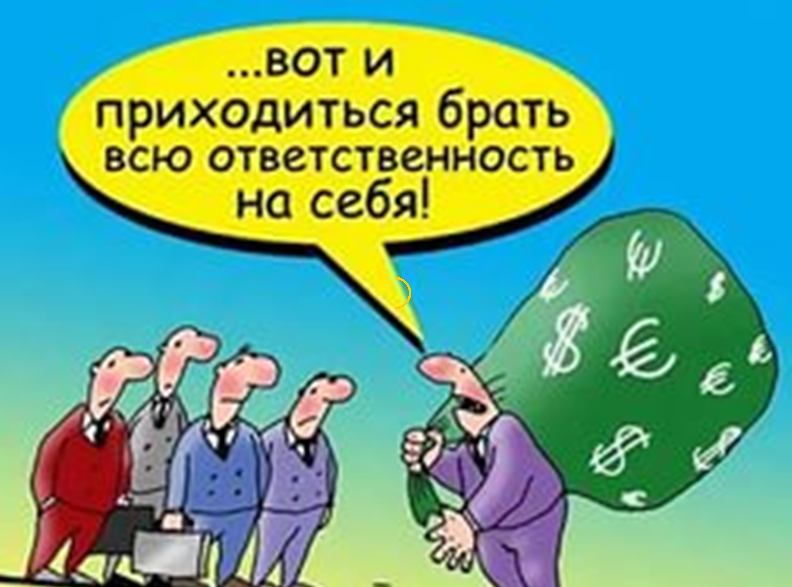 ...вот и
приходиться брать
всю ответственность
на себя!